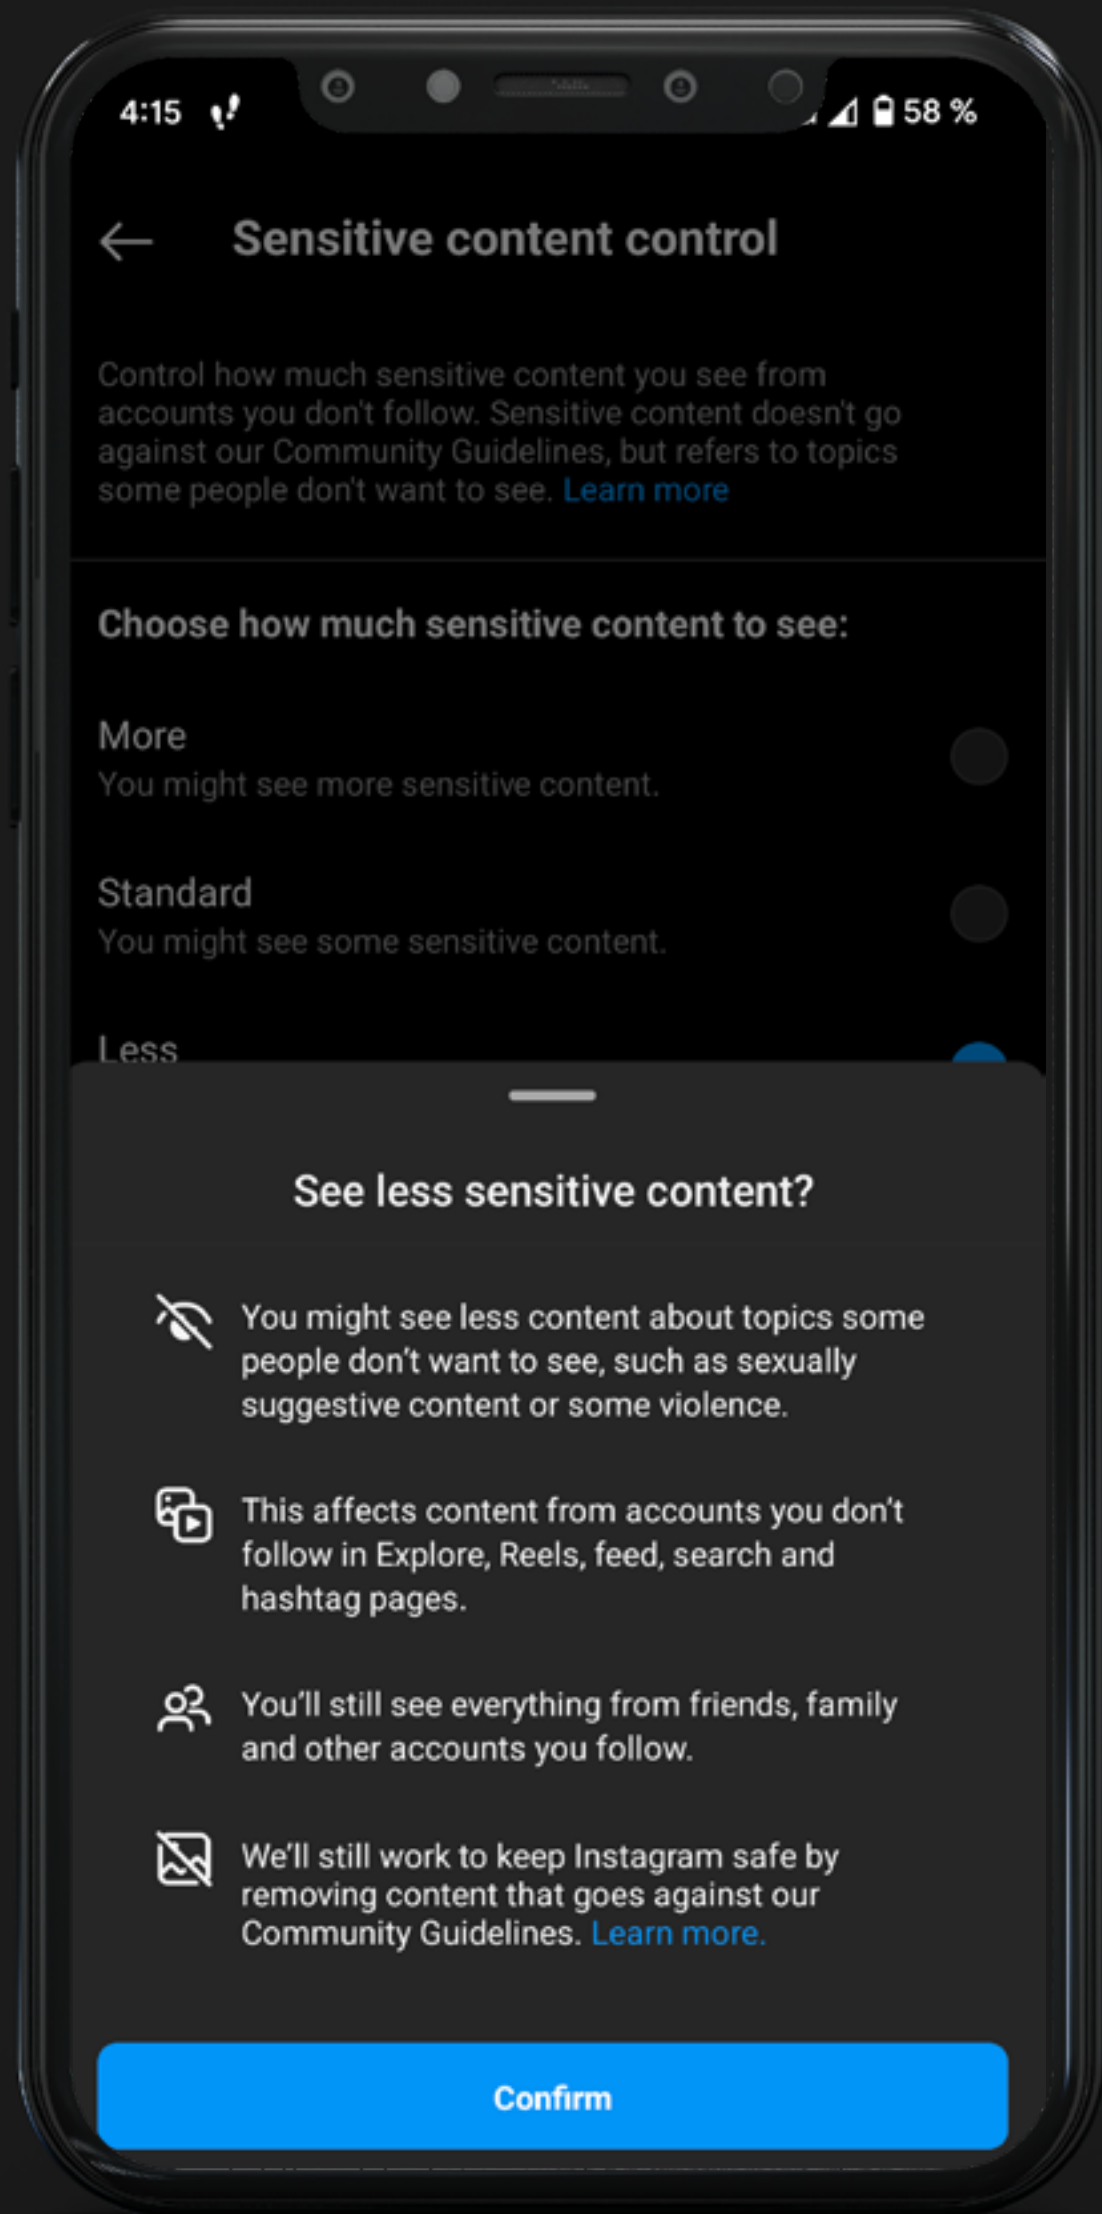 4:15
58 %
Sensitive content control
Control how much sensitive content you see from
accounts you don't follow. Sensitive content doesn't go
against our Community Guidelines, but refers to topics
some people don't want to see. Learn more
Choose how much sensitive content to see:
More
You might see more sensitive content.
Standard
You might see some sensitive content.
Less
See less sensitive content?
You might see less content about topics some
people don’t want to see, such as sexually
suggestive content or some violence.
This affects content from accounts you don’t
follow in Explore, Reels, feed, search and
hashtag pages.
You’ll still see everything from friends, family
and other accounts you follow.
We’ll still work to keep Instagram safe by
removing content that goes against our
Community Guidelines. Learn more.
Confirm